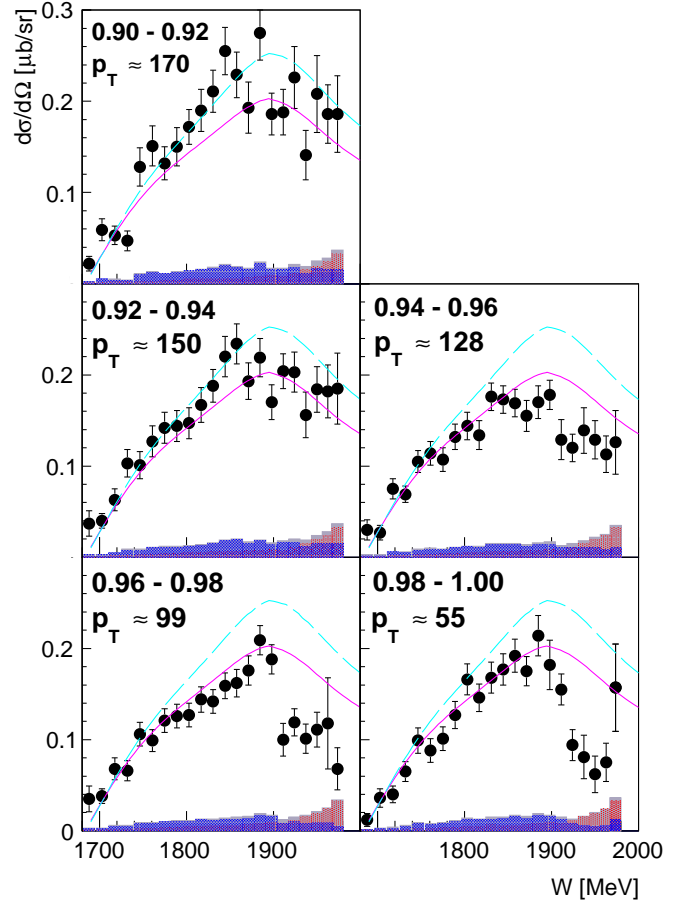 dσ/dΩ [μb/sr]
0.3
0.90 - 0.92
p_T ≈ 170
0.2
0.1
0.92 - 0.94
p_T ≈ 150
0.94 - 0.96
p_T ≈ 128
0.2
0.1
0.96 - 0.98
p_T ≈ 99
0.98 - 1.00
p_T ≈ 55
0.2
0.1
0
1700 1800 1900 1800 1900 2000
W [MeV]